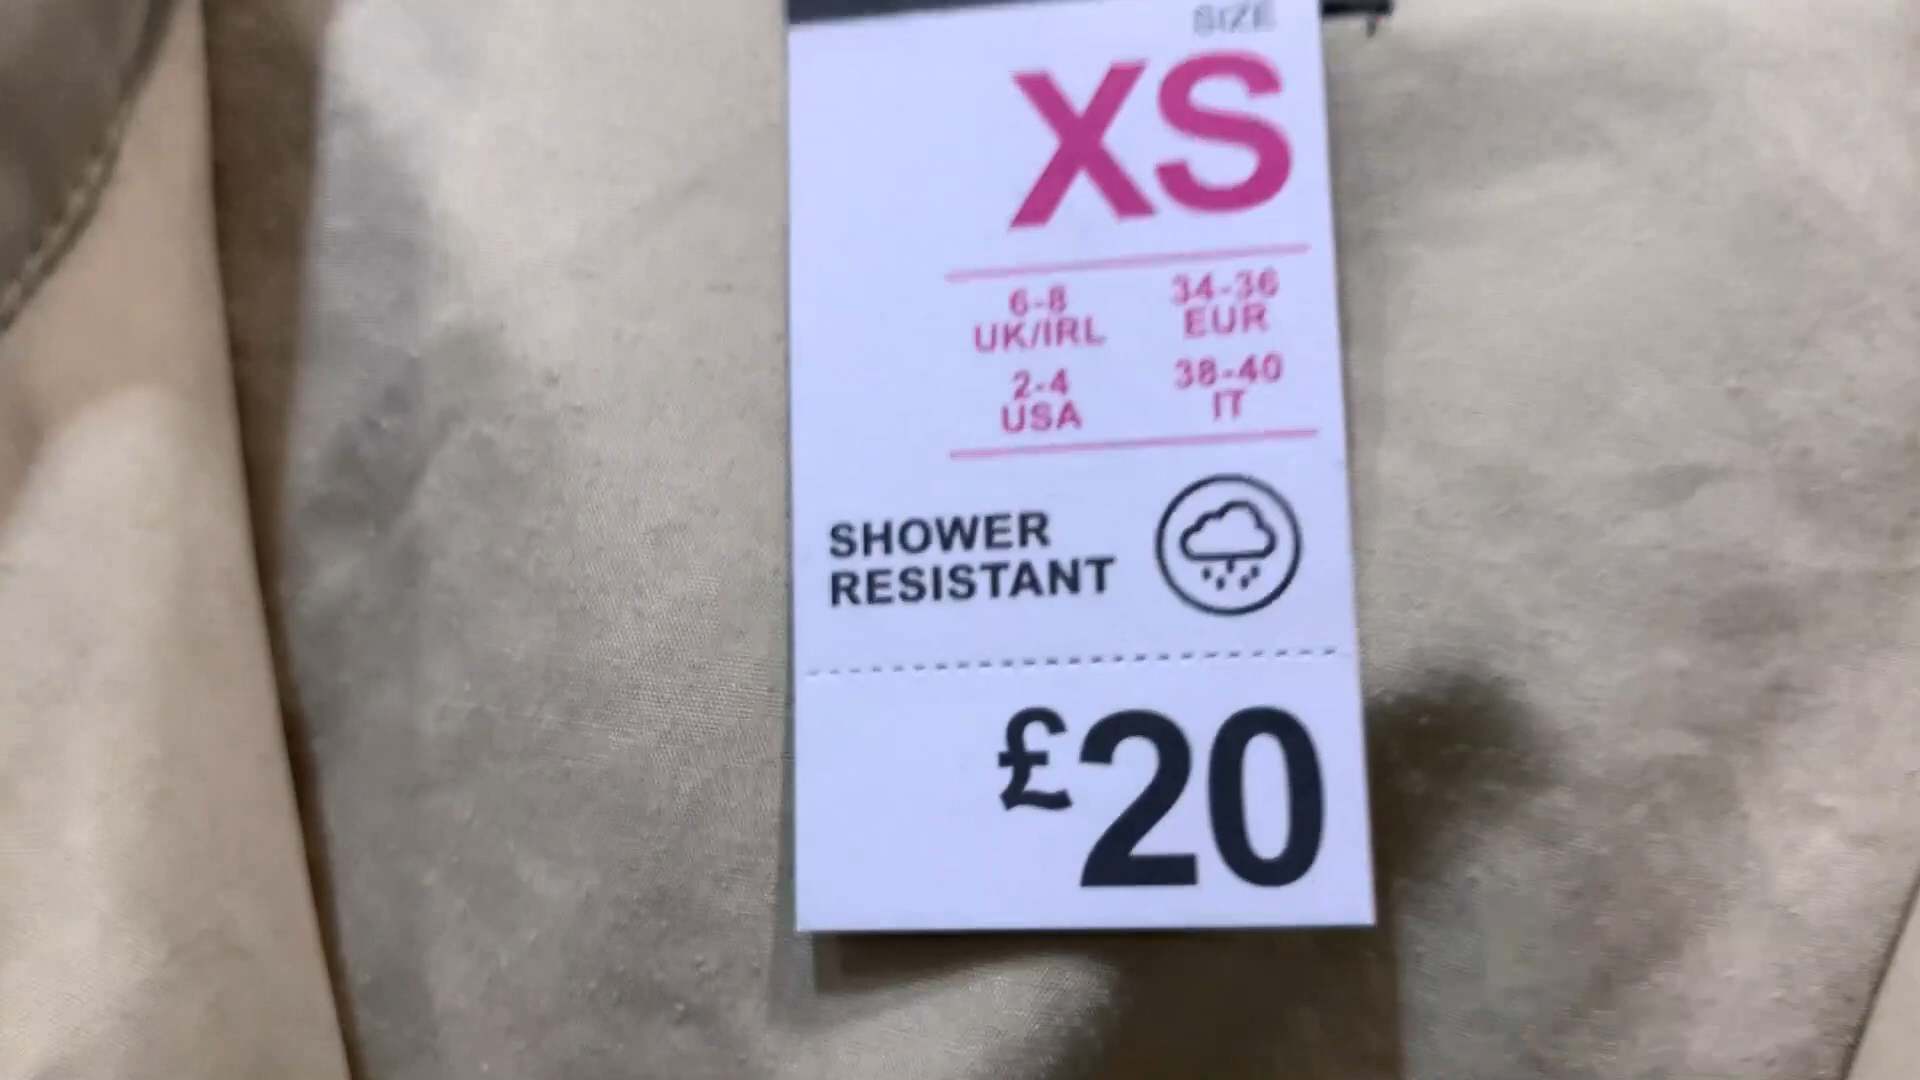 SIZE
XS
6-8
UK/IRL
34-36
EUR
2-4
USA
38-40
IT
SHOWER
RESISTANT
£20